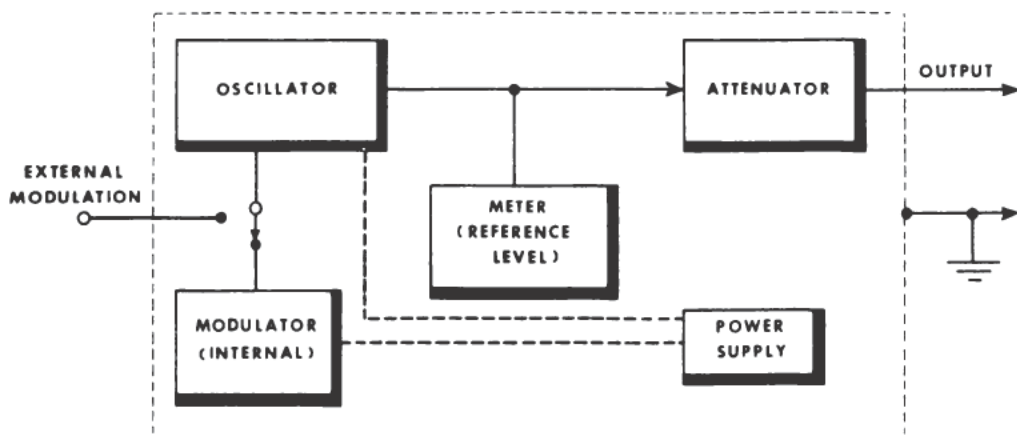 OSCILLATOR
ATTENUATOR
OUTPUT
EXTERNAL
MODULATION
METER
(REFERENCE
LEVEL)
MODULATOR
(INTERNAL)
POWER
SUPPLY